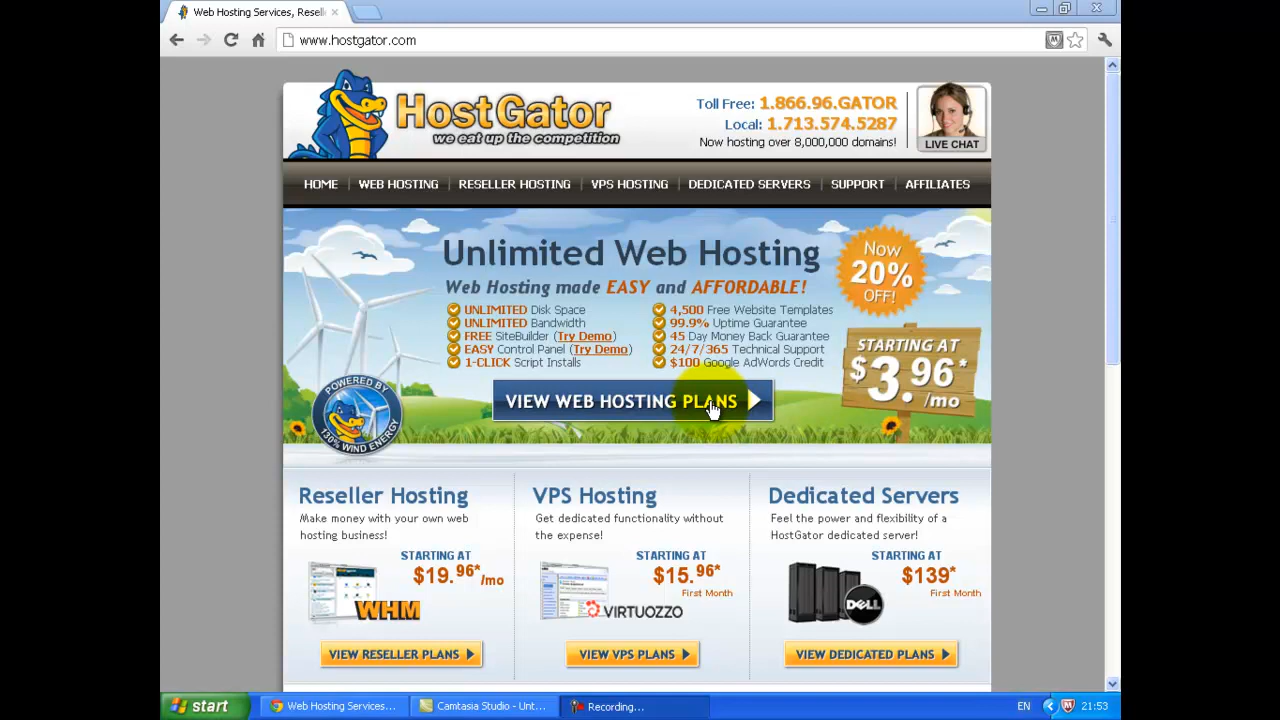 Web Hosting Services, Resell
www.hostgator.com
HostGator
we eat up the competition
Toll Free: 1.866.96.GATOR
Local: 1.713.574.5287
Now hosting over 8,000,000 domains!
LIVE CHAT
HOME WEB HOSTING RESELLER HOSTING VPS HOSTING DEDICATED SERVERS SUPPORT AFFILIATES
Unlimited Web Hosting
Web Hosting made EASY and AFFORDABLE!
UNLIMITED Disk Space
UNLIMITED Bandwidth
FREE SiteBuilder (Try Demo)
EASY Control Panel (Try Demo)
1-CLICK Script Installs
4,500 Free Website Templates
99.9% Uptime Guarantee
45 Day Money Back Guarantee
24/7/365 Technical Support
$100 Google AdWords Credit
Now
20%
OFF!
STARTING AT
$3.96*
/mo
POWERED BY
130% WIND ENERGY
VIEW WEB HOSTING PLANS
Reseller Hosting
Make money with your own web
hosting business!
STARTING AT
$19.96*/mo
WHM
VIEW RESELLER PLANS
VPS Hosting
Get dedicated functionality without
the expense!
STARTING AT
$15.96*
First Month
VIRTUOZZO
VIEW VPS PLANS
Dedicated Servers
Feel the power and flexibility of a
HostGator dedicated server!
STARTING AT
$139*
First Month
DELL
VIEW DEDICATED PLANS
start
Web Hosting Services...
Camtasia Studio - Unt...
Recording...
EN
21:53